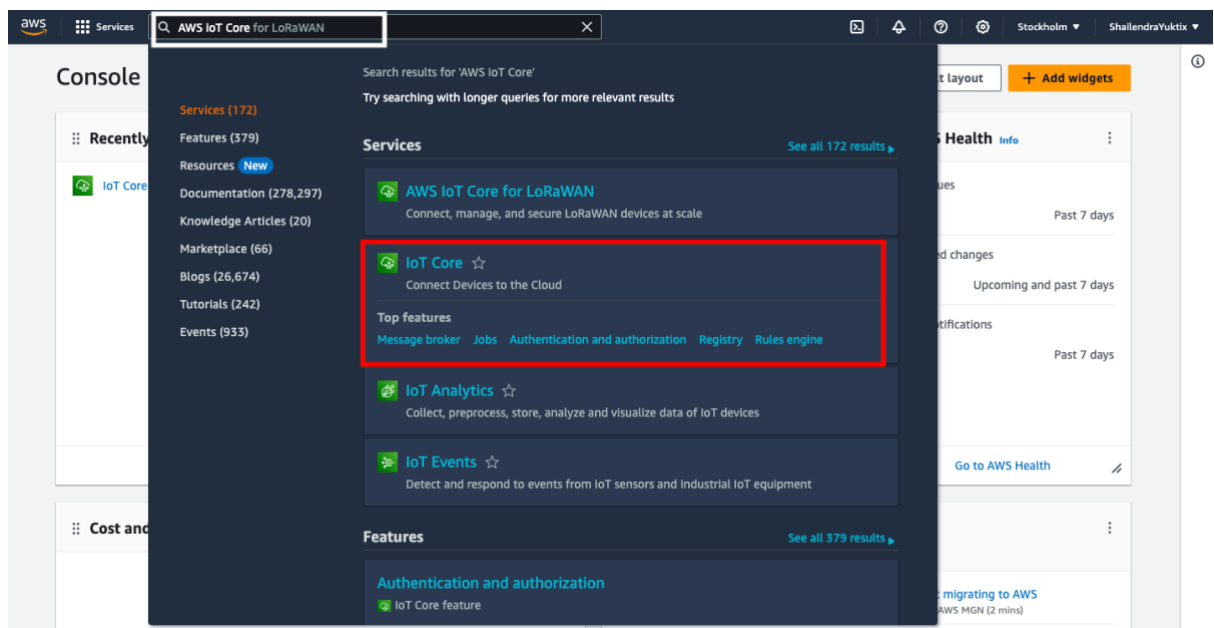 aws
Services
AWS IoT Core for LoRaWAN
Stockholm
ShailendraYuktix
Console
layout
+ Add widgets
Search results for 'AWS IoT Core'
Try searching with longer queries for more relevant results
Services (172)
Features (379)
Resources New
Documentation (278,297)
Knowledge Articles (20)
Marketplace (66)
Blogs (26,674)
Tutorials (242)
Events (933)
Services
See all 172 results
AWS IoT Core for LoRaWAN
Connect, manage, and secure LoRaWAN devices at scale
IoT Core
Connect Devices to the Cloud
Top features
Message broker Jobs Authentication and authorization Registry Rules engine
IoT Analytics
Collect, preprocess, store, analyze and visualize data of IoT devices
IoT Events
Detect and respond to events from IoT sensors and Industrial IoT equipment
Features
See all 379 results
Authentication and authorization
IoT Core feature
Recently
IoT Core
Cost and
Health Info
Past 7 days
changes
Upcoming and past 7 days
Past 7 days
Go to AWS Health
migrating to AWS
AWS MGN (2 mins)